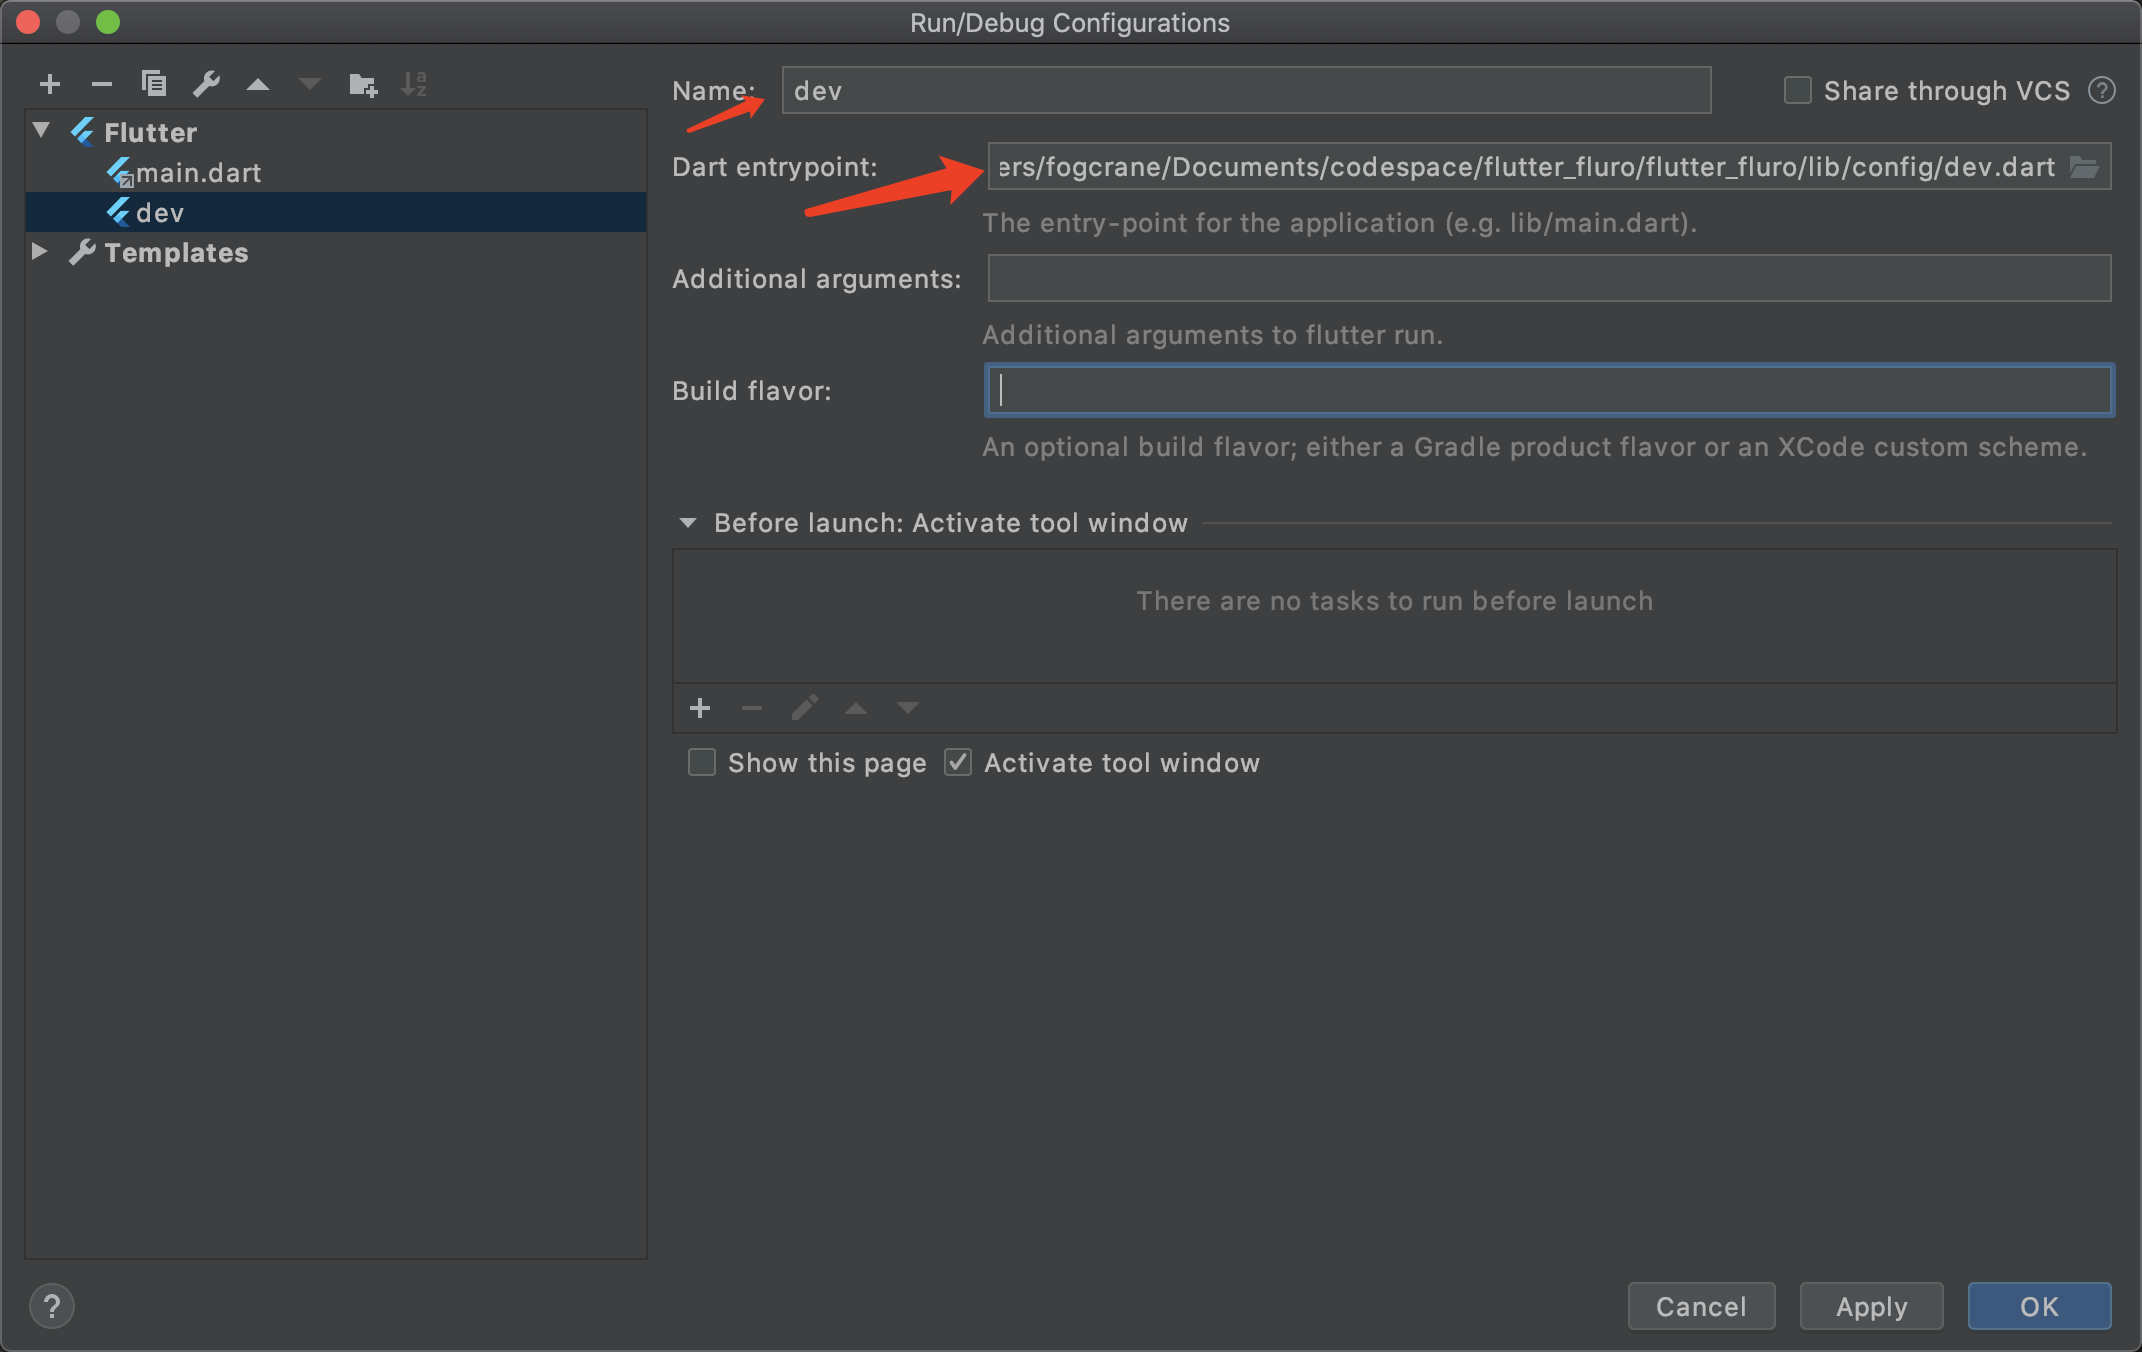 Run/Debug Configurations
Flutter
main.dart
dev
Templates
Name: dev
Share through VCS ?
Dart entrypoint: ers/fogcrane/Documents/codespace/flutter_fluro/flutter_fluro/lib/config/dev.dart
The entry-point for the application (e.g. lib/main.dart).
Additional arguments:
Additional arguments to flutter run.
Build flavor:
An optional build flavor; either a Gradle product flavor or an XCode custom scheme.
Before launch: Activate tool window
There are no tasks to run before launch
Show this page Activate tool window
? Cancel Apply OK